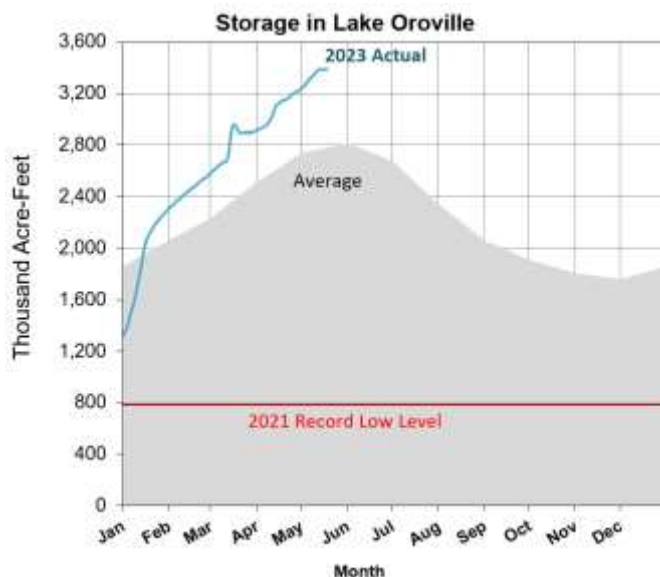 Storage in Lake Oroville
3,600
2023 Actual
3,200
2,800
Average
2,400
2,000
1,600
1,200
800
2021 Record Low Level
400
0
Thousand Acre-Feet
Jan Feb Mar Apr May Jun Jul Aug Sep Oct Nov Dec
Month